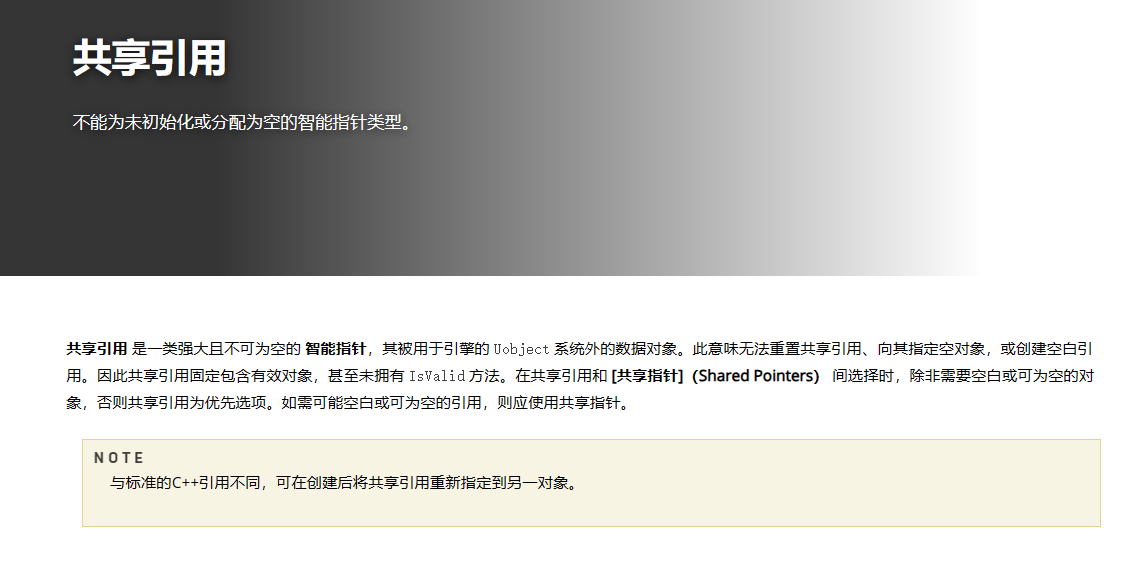 共享引用
不能为未初始化或分配为空的智能指针类型。
共享引用 是一类强大且不可为空的 智能指针，其被用于引擎的 Uobject 系统外的数据对象。此意味无法重置共享引用、向其指定空对象，或创建空白引
用。因此共享引用固定包含有效对象，甚至未拥有 IsValid 方法。在共享引用和 [共享指针]（Shared Pointers） 间选择时，除非需要空白或可为空的对
象，否则共享引用为优先选项。如需可能空白或可为空的引用，则应使用共享指针。
NOTE
与标准的C++引用不同，可在创建后将共享引用重新指定到另一对象。